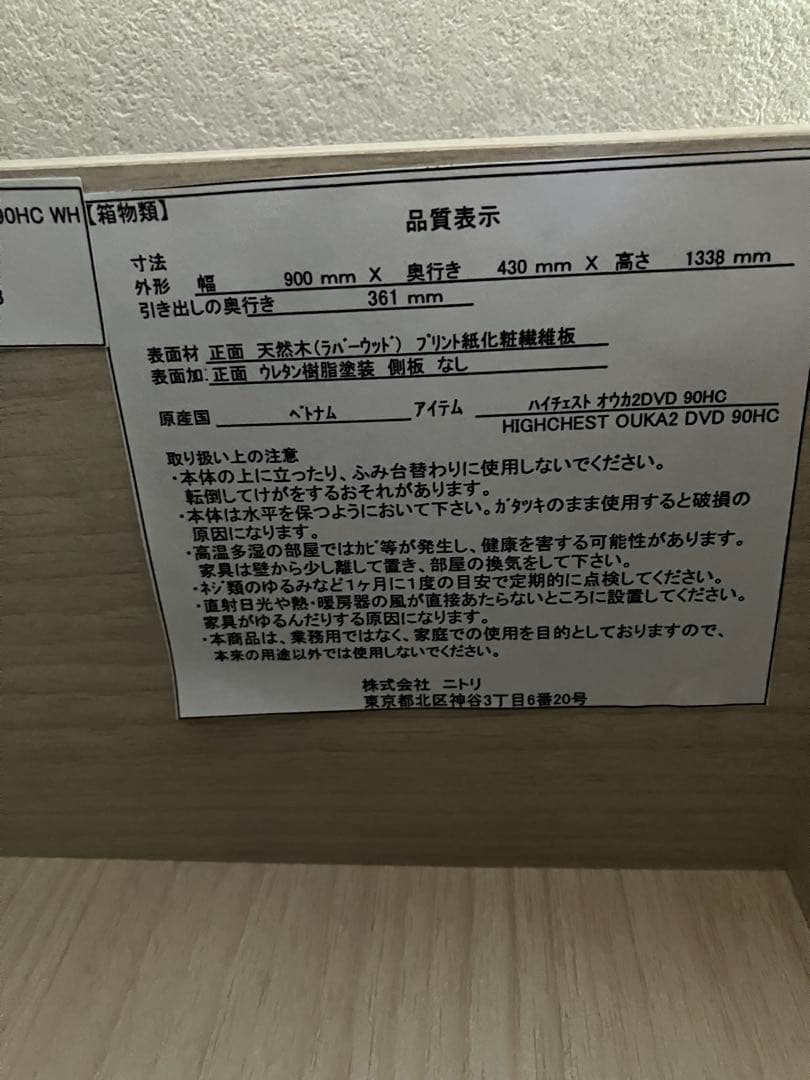 90HC WH
【箱物類】
品質表示
寸法
外形 幅 900 mm X 奥行き 430 mm X 高さ 1338 mm
引き出しの奥行き 361 mm
表面材 正面 天然木(ラバーウッド) プリント紙化粧繊維板
表面加: 正面 ウレタン樹脂塗装 側板 なし
原産国 ベトナム アイテム ハイチェスト オウカ2DVD 90HC
HIGHCHEST OUKA2 DVD 90HC
取り扱い上の注意
・本体の上に立ったり、ふみ台替わりに使用しないでください。
転倒してけがをするおそれがあります。
・本体は水平を保つようにおいて下さい。ガタツキのまま使用すると破損の
原因になります。
・高温多湿の部屋ではカビ等が発生し、健康を害する可能性があります。
家具は壁から少し離して置き、部屋の換気をして下さい。
・ネジ類のゆるみなど1ヶ月に1度の目安で定期的に点検してください。
・直射日光や熱・暖房器の風が直接あたらないところに設置してください。
家具がゆるんだりする原因になります。
・本商品は、業務用ではなく、家庭での使用を目的としておりますので、
本来の用途以外では使用しないでください。
株式会社 ニトリ
東京都北区神谷3丁目6番20号